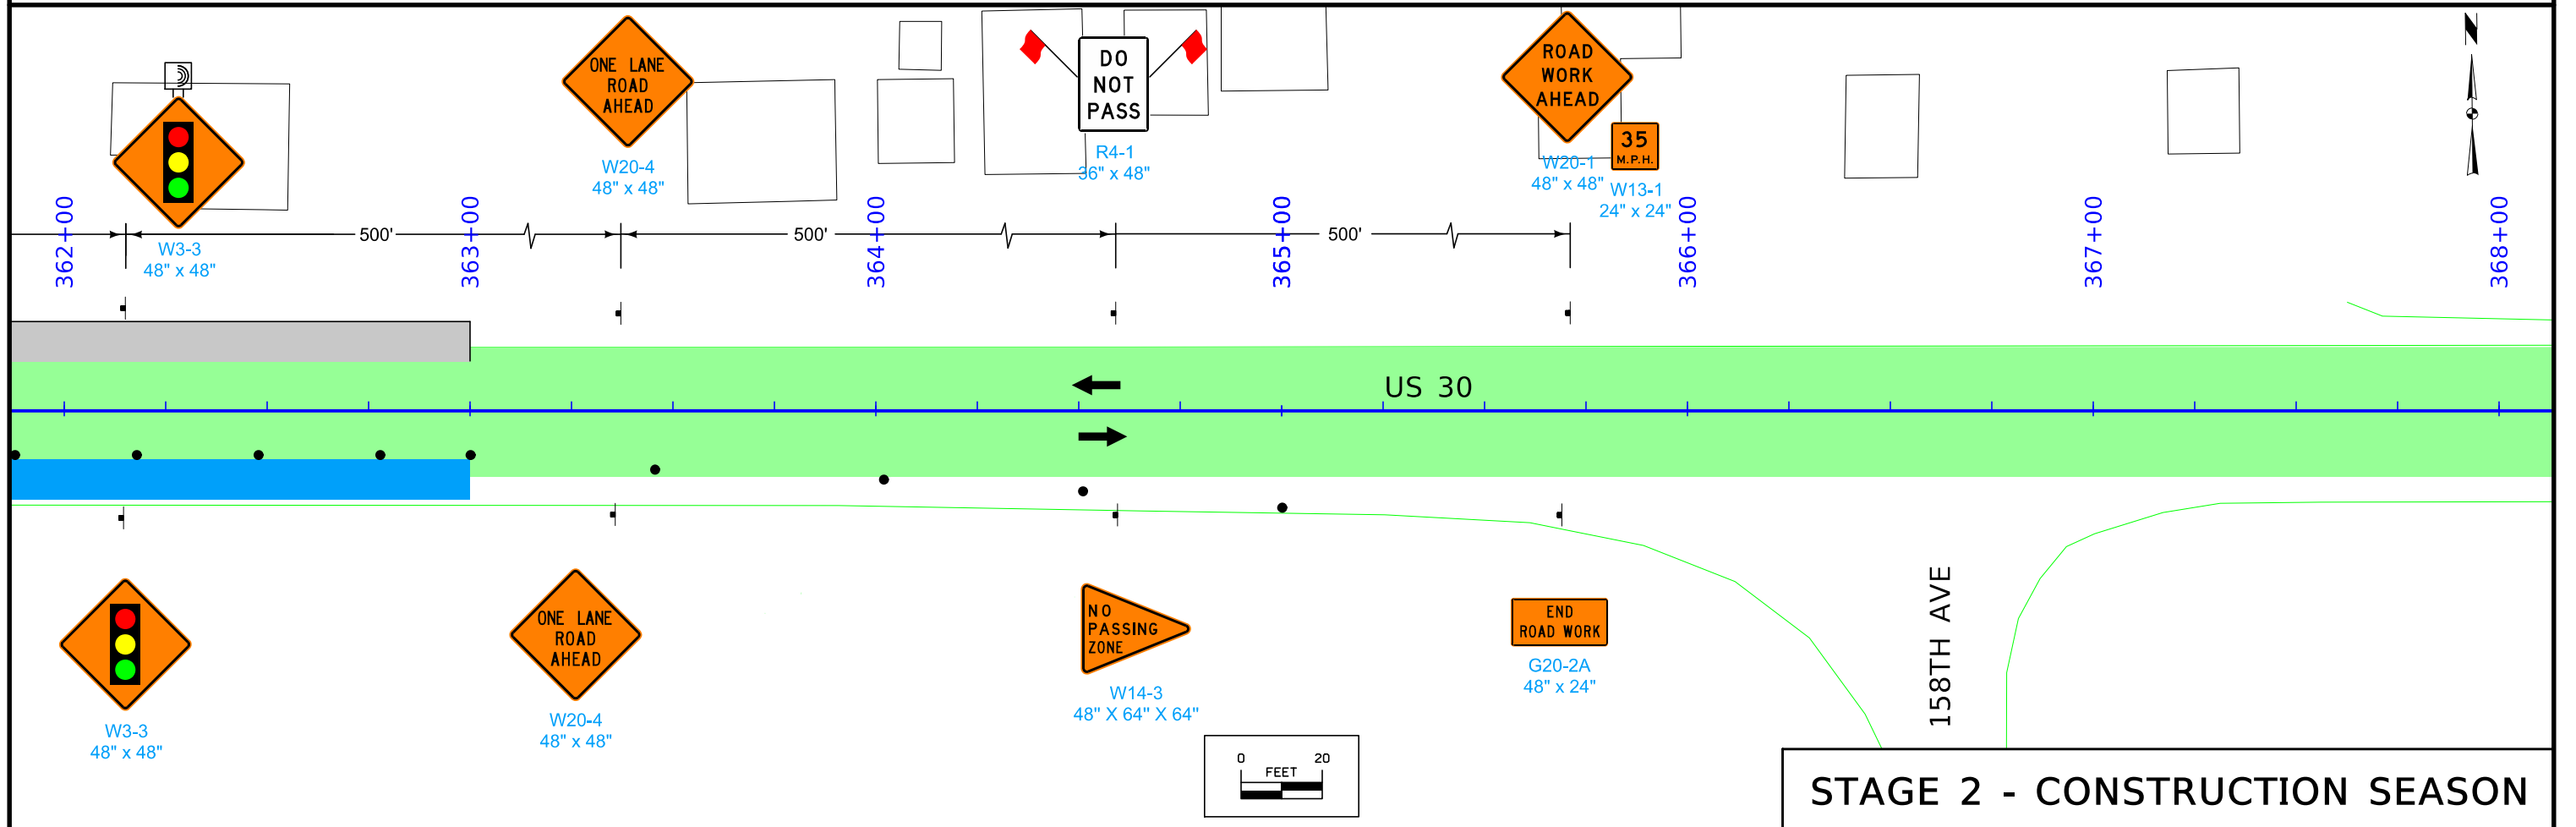 ONE LANE
ROAD
AHEAD
W20-4
48" x 48"
DO
NOT
PASS
R4-1
36" x 48"
ROAD
WORK
AHEAD
W20-1
48" x 48"
35
M.P.H.
W13-1
24" x 24"
N
W3-3
48" x 48"
362+00
363+00
364+00
365+00
366+00
367+00
368+00
500'
500'
500'
US 30
158TH AVE
W3-3
48" x 48"
ONE LANE
ROAD
AHEAD
W20-4
48" x 48"
NO
PASSING
ZONE
W14-3
48" X 64" X 64"
END
ROAD WORK
G20-2A
48" x 24"
0 20
FEET
STAGE 2 - CONSTRUCTION SEASON